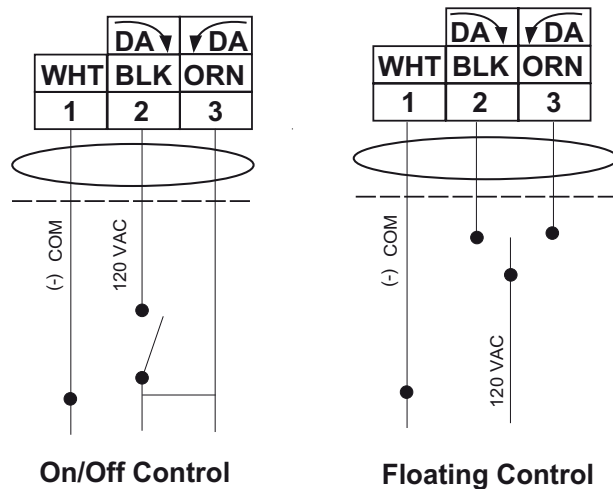 DA DA
WHT BLK ORN
1 2 3
(-) COM
120 VAC
On/Off Control
DA DA
WHT BLK ORN
1 2 3
(-) COM
120 VAC
Floating Control